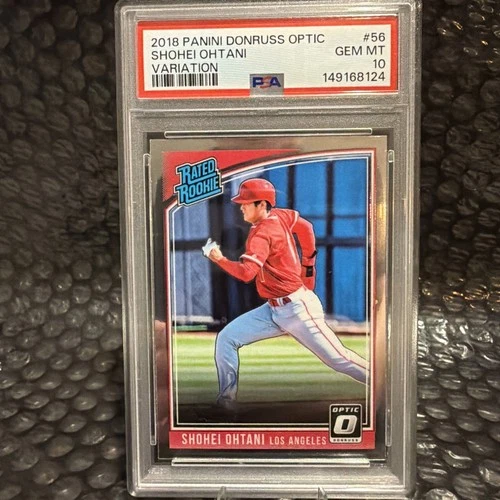 2018 PANINI DONRUSS OPTIC #56
SHOHEI OHTANI GEM MT
VARIATION 10
PSA 149168124
RATED
ROOKIE
OPTIC
DONRUSS
SHOHEI OHTANI LOS ANGELES